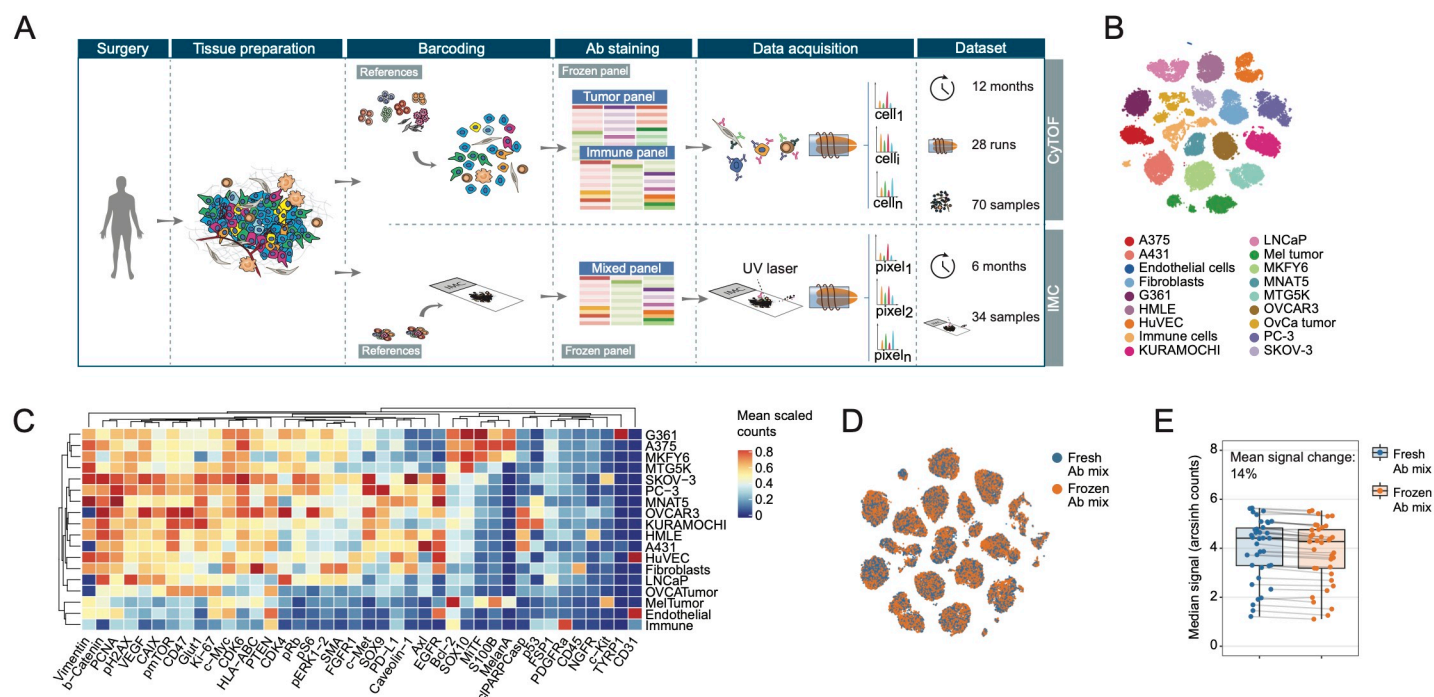 A
Surgery
Tissue preparation
Barcoding
Ab staining
Data acquisition
Dataset
References
Frozen panel
Tumor panel
Immune panel
cell1
celli
celln
12 months
28 runs
70 samples
CyTOF
IMC
References
Mixed panel
Frozen panel
UV laser
pixel1
pixel2
pixeln
6 months
34 samples
IMC
B
A375
A431
Endothelial cells
Fibroblasts
G361
HMLE
HuVEC
Immune cells
KURAMOCHI
LNCaP
Mel tumor
MKFY6
MNAT5
MTG5K
OVCAR3
OvCa tumor
PC-3
SKOV-3
C
G361
A375
MKFY6
MTG5K
SKOV-3
PC-3
MNAT5
OVCAR3
KURAMOCHI
HMLE
A431
HuVEC
Fibroblasts
LNCaP
OVCATumor
MelTumor
Endothelial
Immune
Vimentin
b-Catenin
PCNA
pH2AX
VEGF
CAIX
pmTOR
CD47
Glut1
Ki-67
c-Myc
CDK6
HLA-ABC
PTEN
CDK4
pRb
pS6
pERK1-2
SMA
FGFR1
c-Met
SOX9
PD-L1
Caveolin-1
Axl
EGFR
Bcl-2
SOX10
MiTF
S100B
MelanA
clPARPCasp
p53
FSP1
PDGFRa
CD45
NGFR
c-Kit
TYRP1
CD31
Mean scaled
counts
0.8
0.6
0.4
0.2
0
D
Fresh
Ab mix
Frozen
Ab mix
E
Median signal (arcsinh counts)
8
6
4
2
0
Mean signal change:
14%
Fresh
Ab mix
Frozen
Ab mix